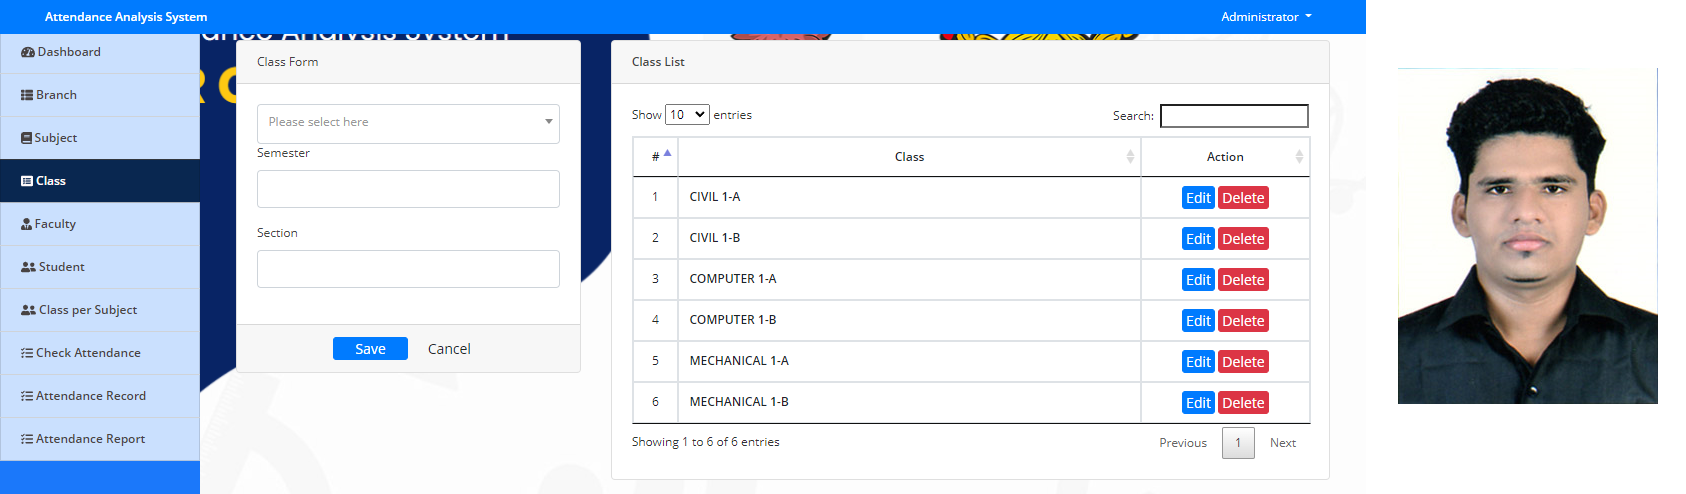 Attendance Analysis System
Administrator
Dashboard
Branch
Subject
Class
Faculty
Student
Class per Subject
Check Attendance
Attendance Record
Attendance Report
Class Form
Please select here
Semester
Section
Save Cancel
Class List
Show 10 entries
Search:
# Class Action
1 CIVIL 1-A Edit Delete
2 CIVIL 1-B Edit Delete
3 COMPUTER 1-A Edit Delete
4 COMPUTER 1-B Edit Delete
5 MECHANICAL 1-A Edit Delete
6 MECHANICAL 1-B Edit Delete
Showing 1 to 6 of 6 entries
Previous 1 Next